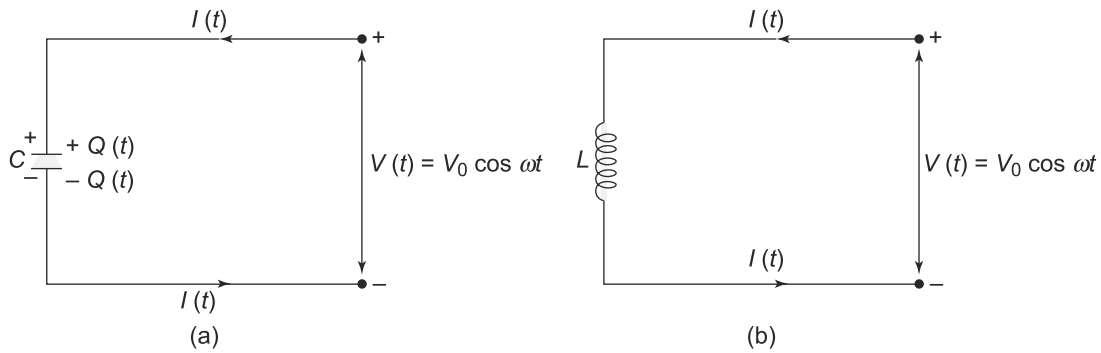 I (t)
+
+
C
+ Q (t)
–
– Q (t)
V (t) = V₀ cos ωt
I (t)
–
(a)
I (t)
+
L
V (t) = V₀ cos ωt
I (t)
–
(b)